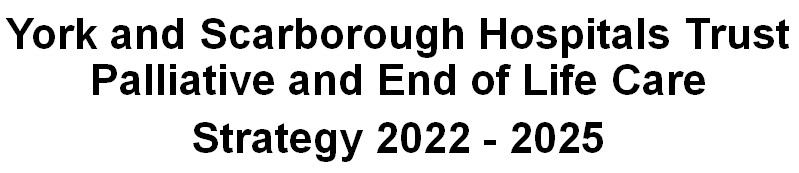 York and Scarborough Hospitals Trust
Palliative and End of Life Care
Strategy 2022 - 2025